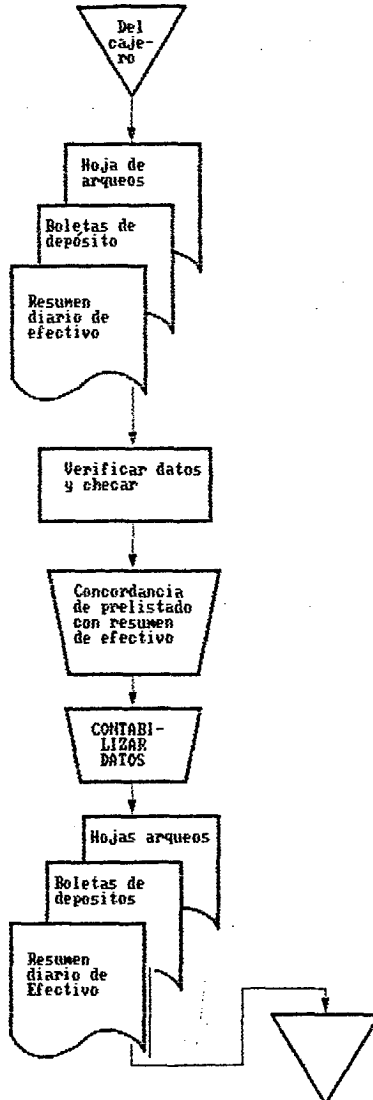 Del
caje-
ro
Hoja de
arqueos
Boletas de
depósito
Resumen
diario de
efectivo
Verificar datos
y checar
Concordancia
de prelistado
con resumen
de efectivo
CONTABI-
LIZAR
DATOS
Hojas arqueos
Boletas de
depositos
Resumen
diario de
Efectivo